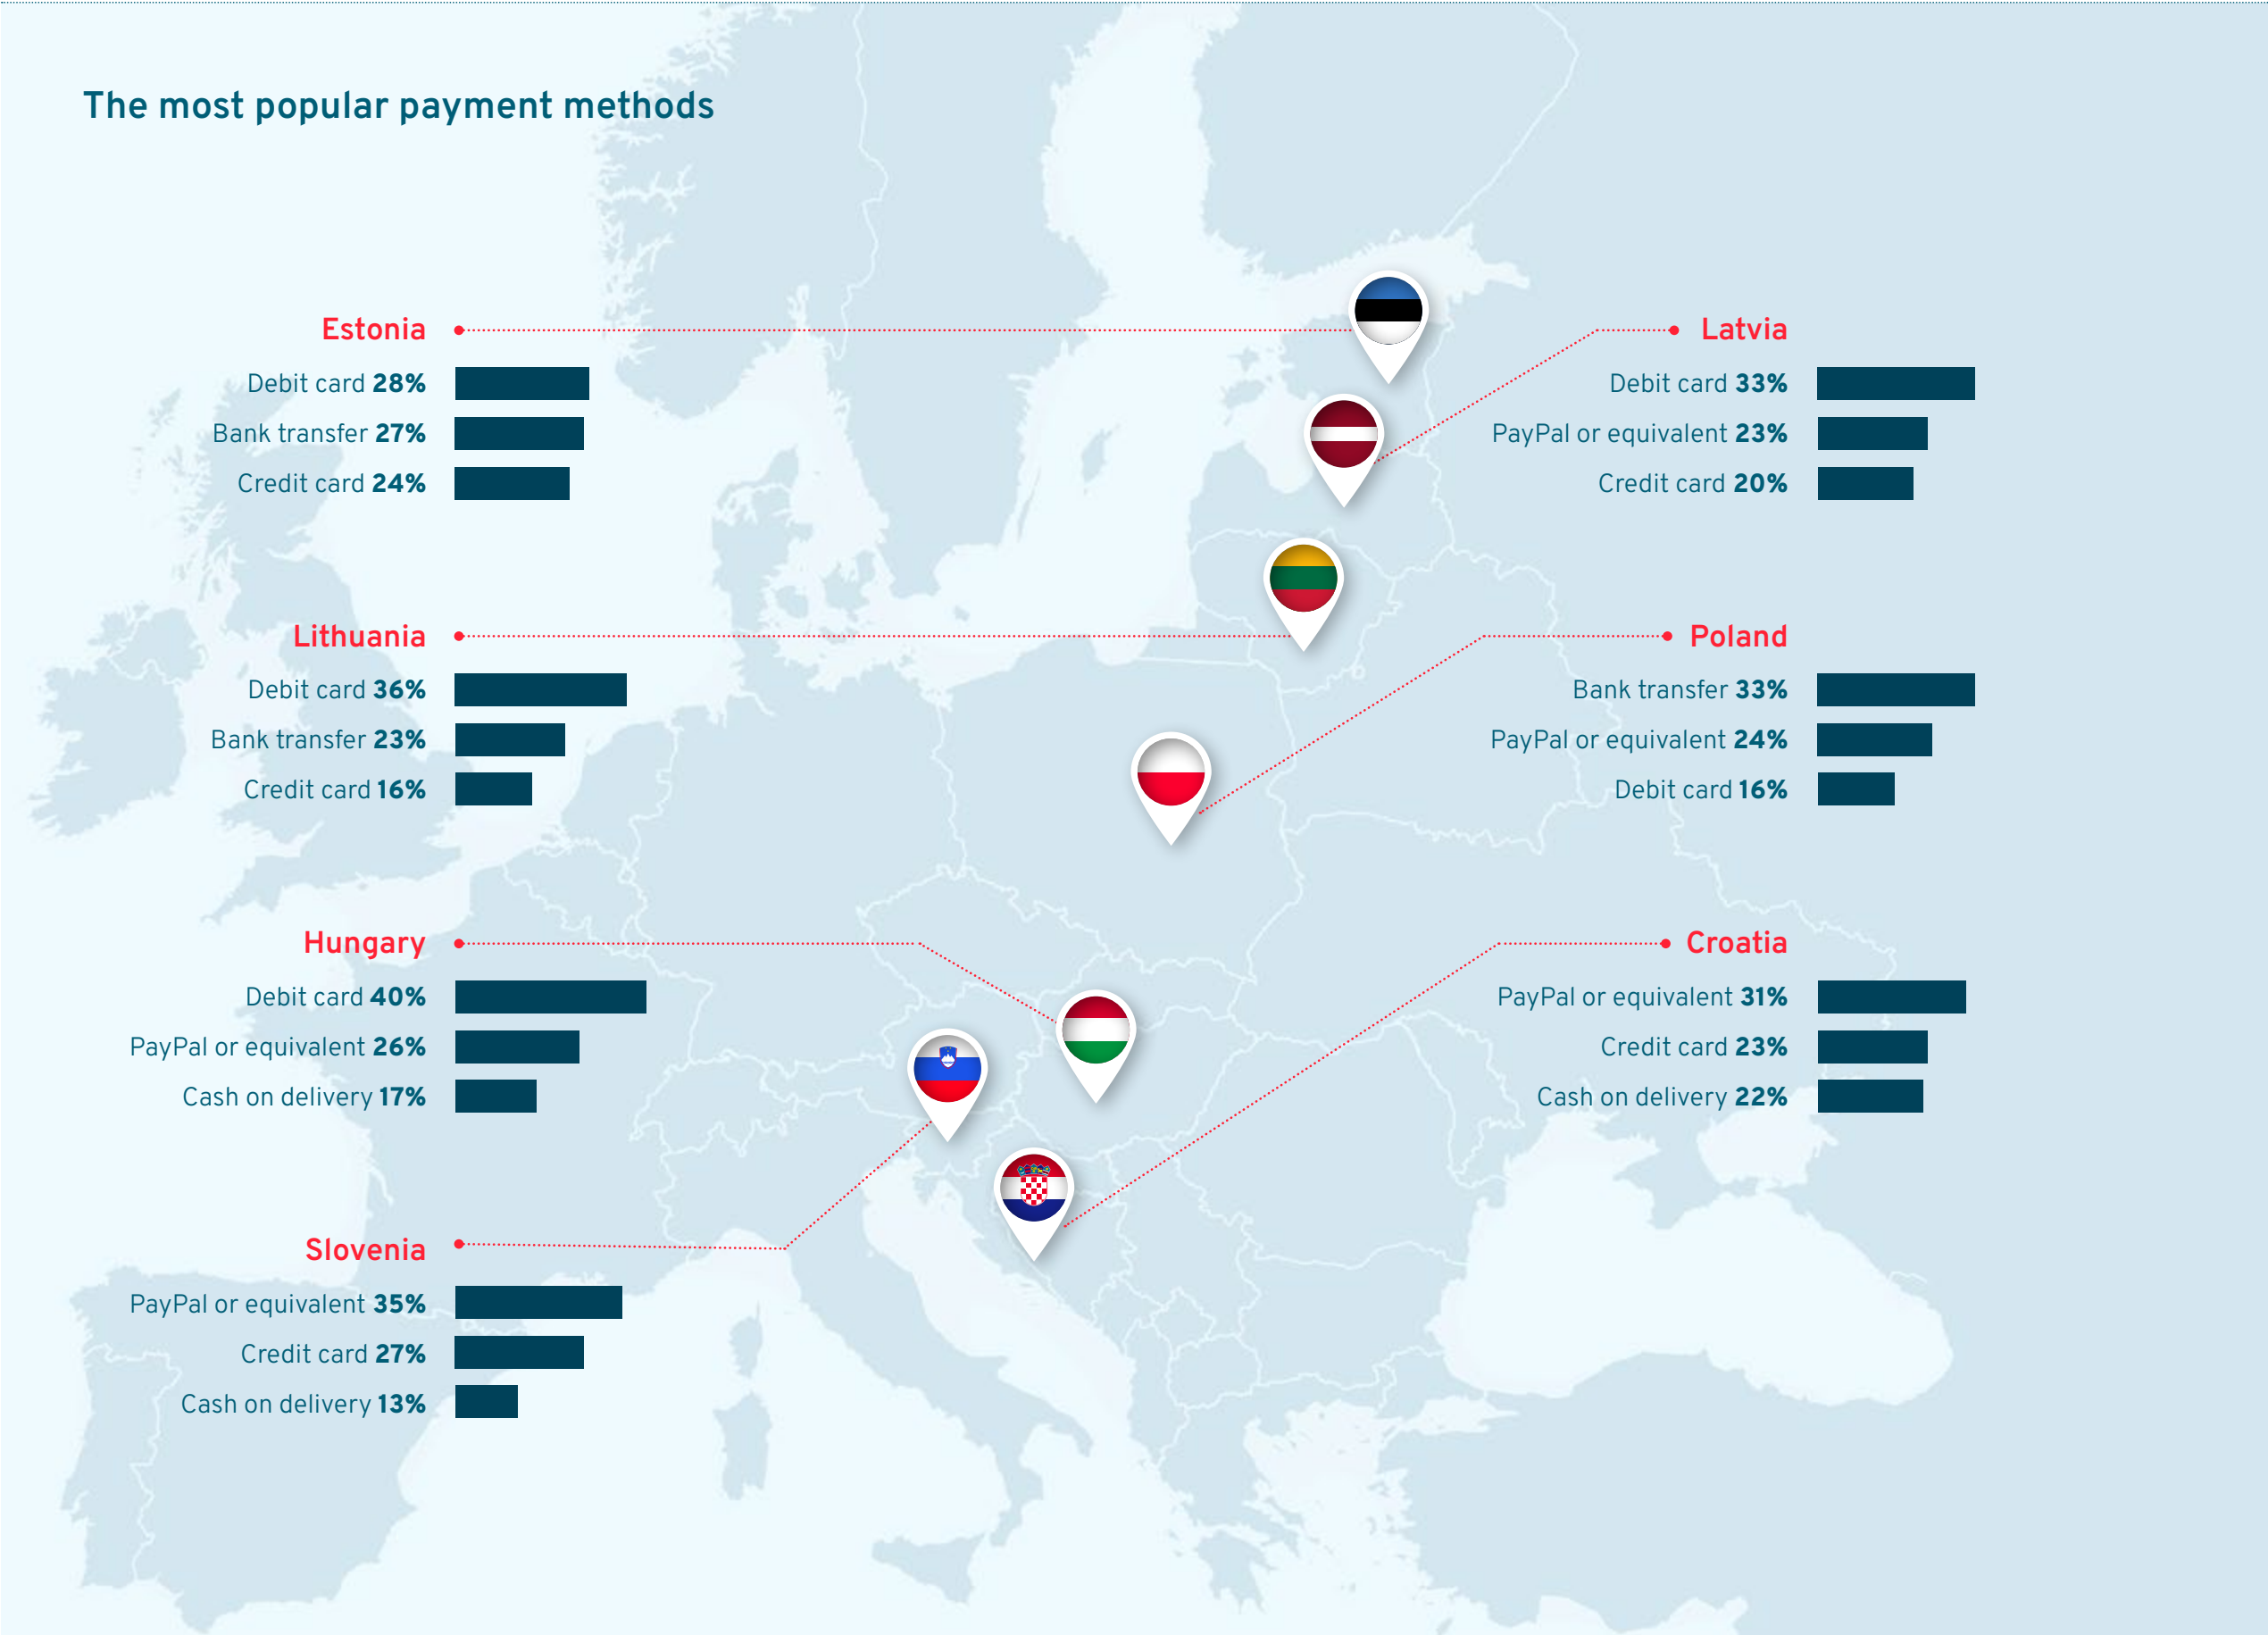 The most popular payment methods
Estonia
Debit card 28%
Bank transfer 27%
Credit card 24%
Latvia
Debit card 33%
PayPal or equivalent 23%
Credit card 20%
Lithuania
Debit card 36%
Bank transfer 23%
Credit card 16%
Poland
Bank transfer 33%
PayPal or equivalent 24%
Debit card 16%
Hungary
Debit card 40%
PayPal or equivalent 26%
Cash on delivery 17%
Croatia
PayPal or equivalent 31%
Credit card 23%
Cash on delivery 22%
Slovenia
PayPal or equivalent 35%
Credit card 27%
Cash on delivery 13%